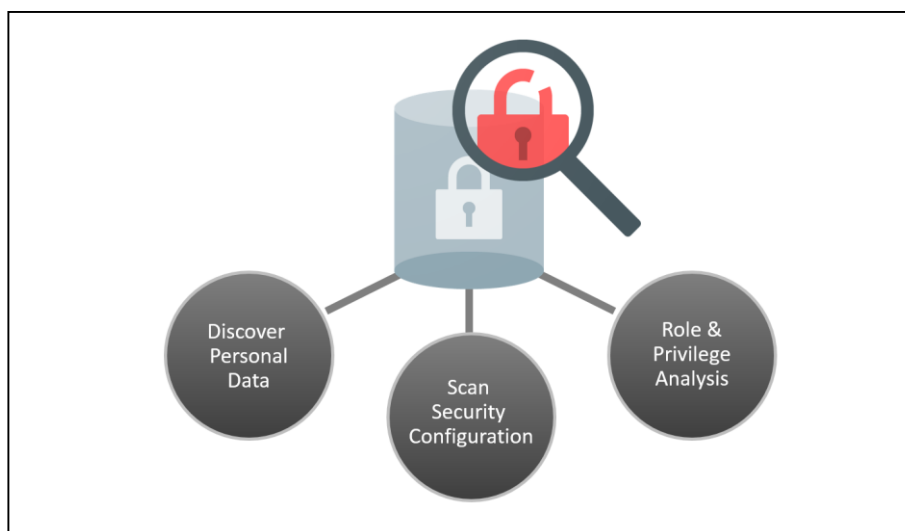 Discover
Personal
Data
Scan
Security
Configuration
Role &
Privilege
Analysis